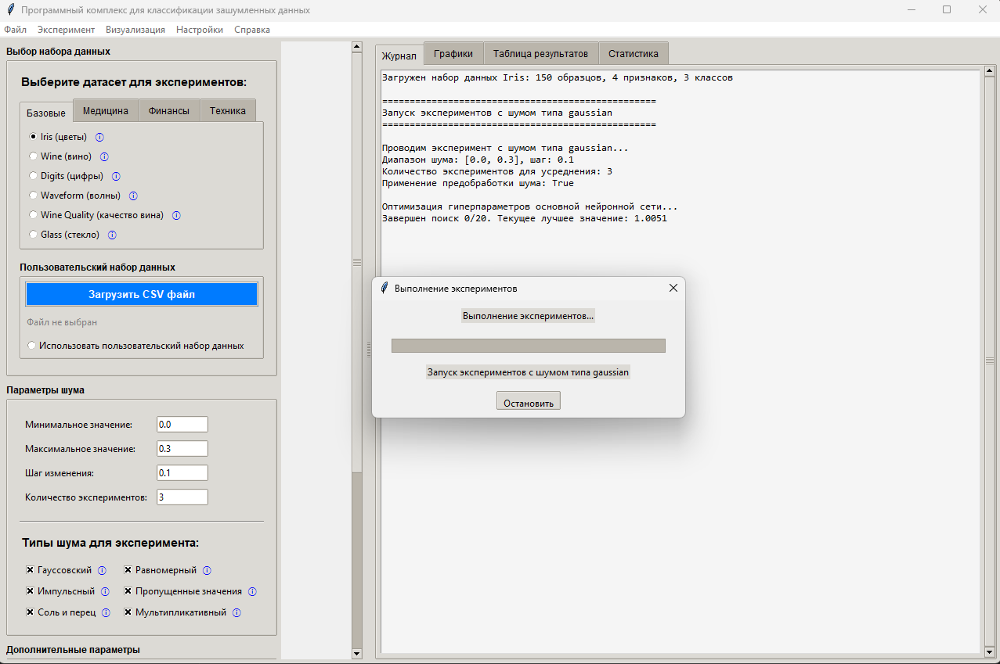 Программный комплекс для классификации зашумленных данных
Файл Эксперимент Визуализация Настройки Справка
Выбор набора данных
Выберите датасет для экспериментов:
Базовые Медицина Финансы Техника
Iris (цветы)
Wine (вино)
Digits (цифры)
Waveform (волны)
Wine Quality (качество вина)
Glass (стекло)
Пользовательский набор данных
Загрузить CSV файл
Файл не выбран
Использовать пользовательский набор данных
Параметры шума
Минимальное значение: 0.0
Максимальное значение: 0.3
Шаг изменения: 0.1
Количество экспериментов: 3
Типы шума для эксперимента:
Гауссовский Равномерный
Импульсный Пропущенные значения
Соль и перец Мультипликативный
Дополнительные параметры
Журнал Графики Таблица результатов Статистика
Загружен набор данных Iris: 150 образцов, 4 признаков, 3 классов
==================================================
Запуск экспериментов с шумом типа gaussian
==================================================
Проводим эксперимент с шумом типа gaussian...
Диапазон шума: [0.0, 0.3], шаг: 0.1
Количество экспериментов для усреднения: 3
Применение предобработки шума: True
Оптимизация гиперпараметров основной нейронной сети...
Завершен поиск 0/20. Текущее лучшее значение: 1.0051
Выполнение экспериментов
Выполнение экспериментов...
Запуск экспериментов с шумом типа gaussian
Остановить